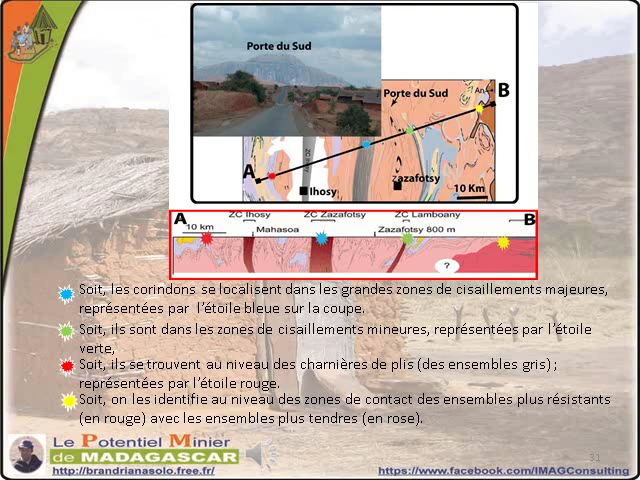 Porte du Sud
Porte du Sud
An
B
A
ZC Ihosy
Ihosy
Zazafotsy
10 Km
A
ZC Ihosy
ZC Zazafotsy
ZC Lamboany
B
10 km
Mahasoa
Zazafotsy 800 m
?
Soit, les corindons se localisent dans les grandes zones de cisaillements majeures,
représentées par l’étoile bleue sur la coupe.
Soit, ils sont dans les zones de cisaillements mineures, représentées par l’étoile
verte,
Soit, ils se trouvent au niveau des charnières de plis (des ensembles gris) ;
représentées par l’étoile rouge.
Soit, on les identifie au niveau des zones de contact des ensembles plus résistants
(en rouge) avec les ensembles plus tendres (en rose).
31
Le Potentiel Minier
de MADAGASCAR
http://brandrianasolo.free.fr/
https://www.facebook.com/IMAGConsulting